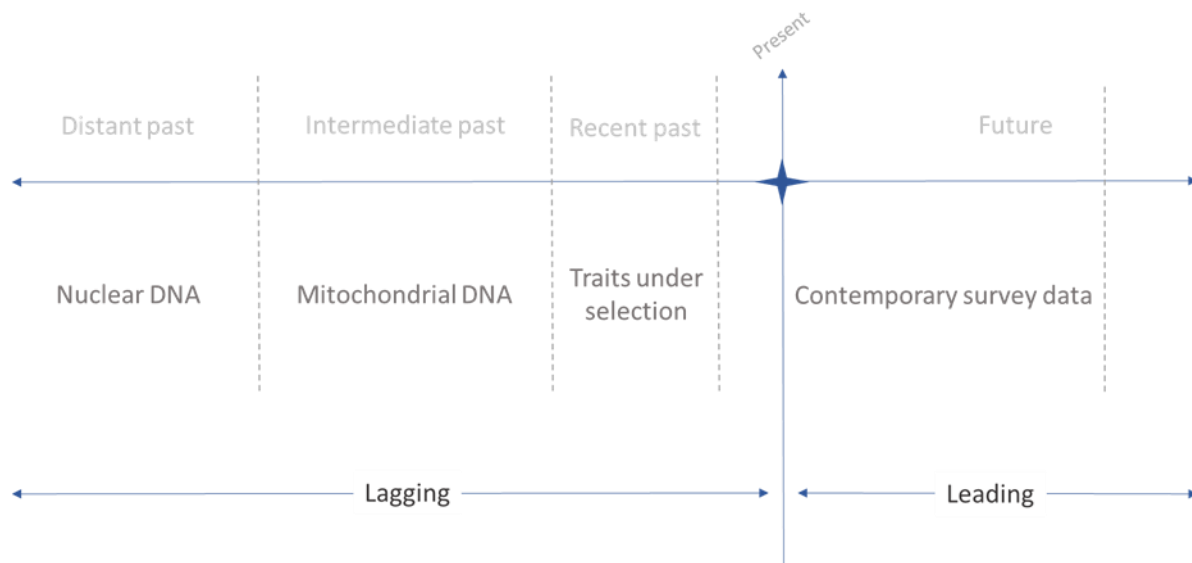 Present
Distant past
Intermediate past
Recent past
Future
Nuclear DNA
Mitochondrial DNA
Traits under
selection
Contemporary survey data
Lagging
Leading